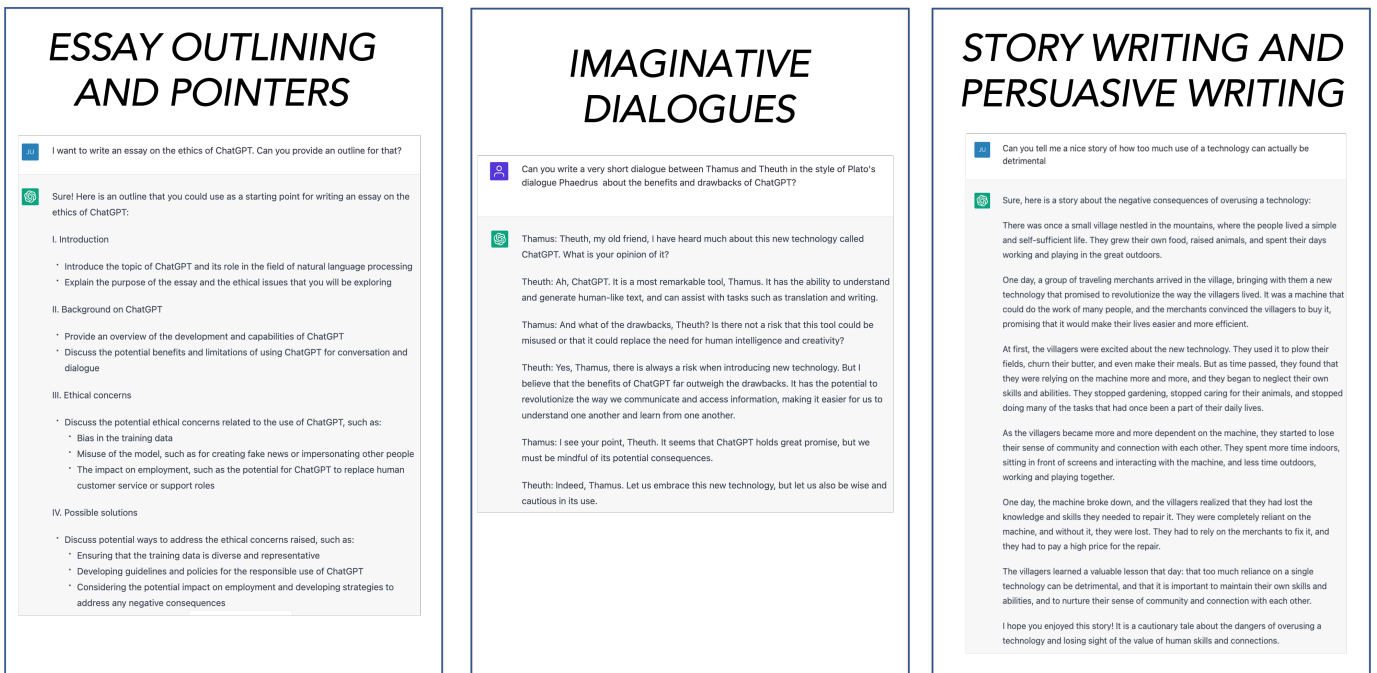 ESSAY OUTLINING
AND POINTERS
JU
I want to write an essay on the ethics of ChatGPT. Can you provide an outline for that?
Sure! Here is an outline that you could use as a starting point for writing an essay on the
ethics of ChatGPT:
I. Introduction
• Introduce the topic of ChatGPT and its role in the field of natural language processing
• Explain the purpose of the essay and the ethical issues that you will be exploring
II. Background on ChatGPT
• Provide an overview of the development and capabilities of ChatGPT
• Discuss the potential benefits and limitations of using ChatGPT for conversation and
dialogue
III. Ethical concerns
• Discuss the potential ethical concerns related to the use of ChatGPT, such as:
• Bias in the training data
• Misuse of the model, such as for creating fake news or impersonating other people
• The impact on employment, such as the potential for ChatGPT to replace human
customer service or support roles
IV. Possible solutions
• Discuss potential ways to address the ethical concerns raised, such as:
• Ensuring that the training data is diverse and representative
• Developing guidelines and policies for the responsible use of ChatGPT
• Considering the potential impact on employment and developing strategies to
address any negative consequences
IMAGINATIVE
DIALOGUES
Can you write a very short dialogue between Thamus and Theuth in the style of Plato's
dialogue Phaedrus about the benefits and drawbacks of ChatGPT?
Thamus: Theuth, my old friend, I have heard much about this new technology called
ChatGPT. What is your opinion of it?
Theuth: Ah, ChatGPT. It is a most remarkable tool, Thamus. It has the ability to understand
and generate human-like text, and can assist with tasks such as translation and writing.
Thamus: And what of the drawbacks, Theuth? Is there not a risk that this tool could be
misused or that it could replace the need for human intelligence and creativity?
Theuth: Yes, Thamus, there is always a risk when introducing new technology. But I
believe that the benefits of ChatGPT far outweigh the drawbacks. It has the potential to
revolutionize the way we communicate and access information, making it easier for us to
understand one another and learn from one another.
Thamus: I see your point, Theuth. It seems that ChatGPT holds great promise, but we
must be mindful of its potential consequences.
Theuth: Indeed, Thamus. Let us embrace this new technology, but let us also be wise and
cautious in its use.
STORY WRITING AND
PERSUASIVE WRITING
JU
Can you tell me a nice story of how too much use of a technology can actually be
detrimental
Sure, here is a story about the negative consequences of overusing a technology:
There was once a small village nestled in the mountains, where the people lived a simple
and self-sufficient life. They grew their own food, raised animals, and spent their days
working and playing in the great outdoors.
One day, a group of traveling merchants arrived in the village, bringing with them a new
technology that promised to revolutionize the way the villagers lived. It was a machine that
could do the work of many people, and the merchants convinced the villagers to buy it,
promising that it would make their lives easier and more efficient.
At first, the villagers were excited about the new technology. They used it to plow their
fields, churn their butter, and even make their meals. But as time passed, they found that
they were relying on the machine more and more, and they began to neglect their own
skills and abilities. They stopped gardening, stopped caring for their animals, and stopped
doing many of the tasks that had once been a part of their daily lives.
As the villagers became more and more dependent on the machine, they started to lose
their sense of community and connection with each other. They spent more time indoors,
sitting in front of screens and interacting with the machine, and less time outdoors,
working and playing together.
One day, the machine broke down, and the villagers realized that they had lost the
knowledge and skills they needed to repair it. They were completely reliant on the
machine, and without it, they were lost. They had to rely on the merchants to fix it, and
they had to pay a high price for the repair.
The villagers learned a valuable lesson that day: that too much reliance on a single
technology can be detrimental, and that it is important to maintain their own skills and
abilities, and to nurture their sense of community and connection with each other.
I hope you enjoyed this story! It is a cautionary tale about the dangers of overusing a
technology and losing sight of the value of human skills and connections.